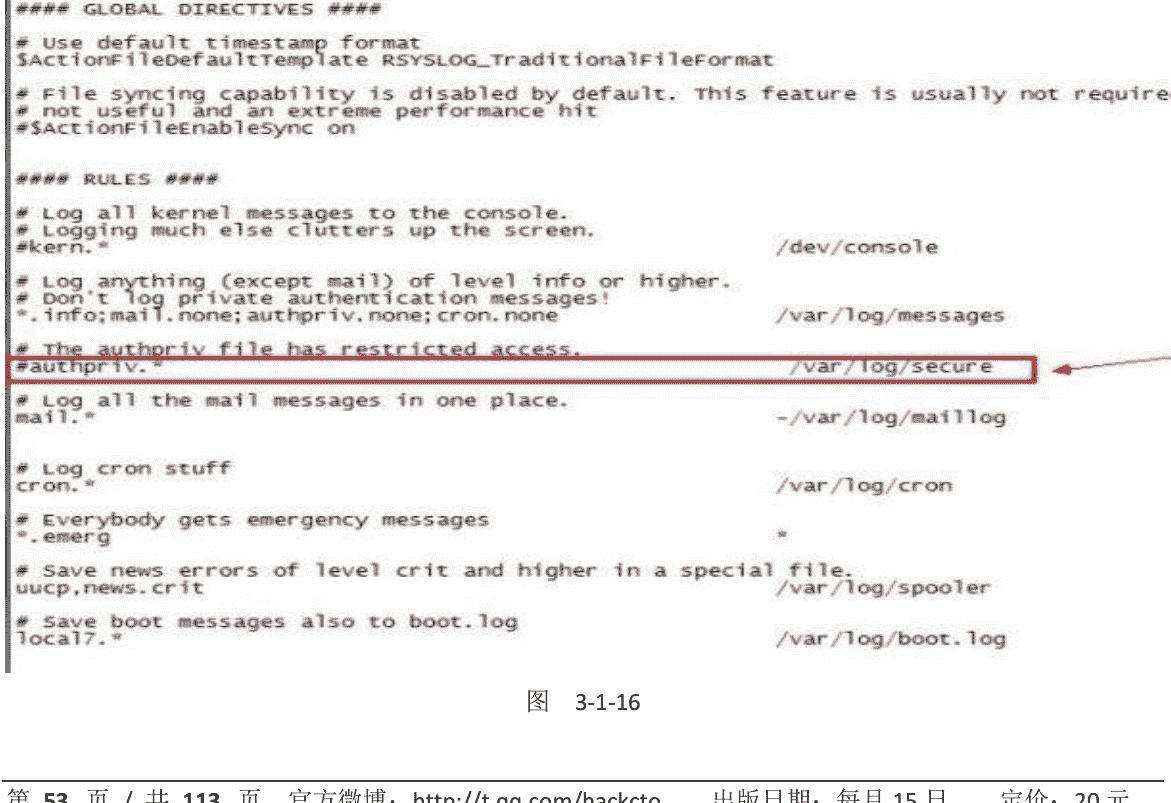 #### GLOBAL DIRECTIVES ####
# Use default timestamp format
$ActionFileDefaultTemplate RSYSLOG_TraditionalFileFormat
# File syncing capability is disabled by default. This feature is usually not require
# not useful and an extreme performance hit
#$ActionFileEnableSync on
#### RULES ####
# Log all kernel messages to the console.
# Logging much else clutters up the screen.
#kern.* /dev/console
# Log anything (except mail) of level info or higher.
# Don't log private authentication messages!
*.info;mail.none;authpriv.none;cron.none /var/log/messages
# The authpriv file has restricted access.
#authpriv.* /var/log/secure
# Log all the mail messages in one place.
mail.* -/var/log/maillog
# Log cron stuff
cron.* /var/log/cron
# Everybody gets emergency messages
*.emerg *
# Save news errors of level crit and higher in a special file.
uucp,news.crit /var/log/spooler
# Save boot messages also to boot.log
local7.* /var/log/boot.log
图 3-1-16
第 53 页 / 共 113 页 官方微博：http://t.qq.com/hackcto 出版日期：每月 15 日 定价：20 元